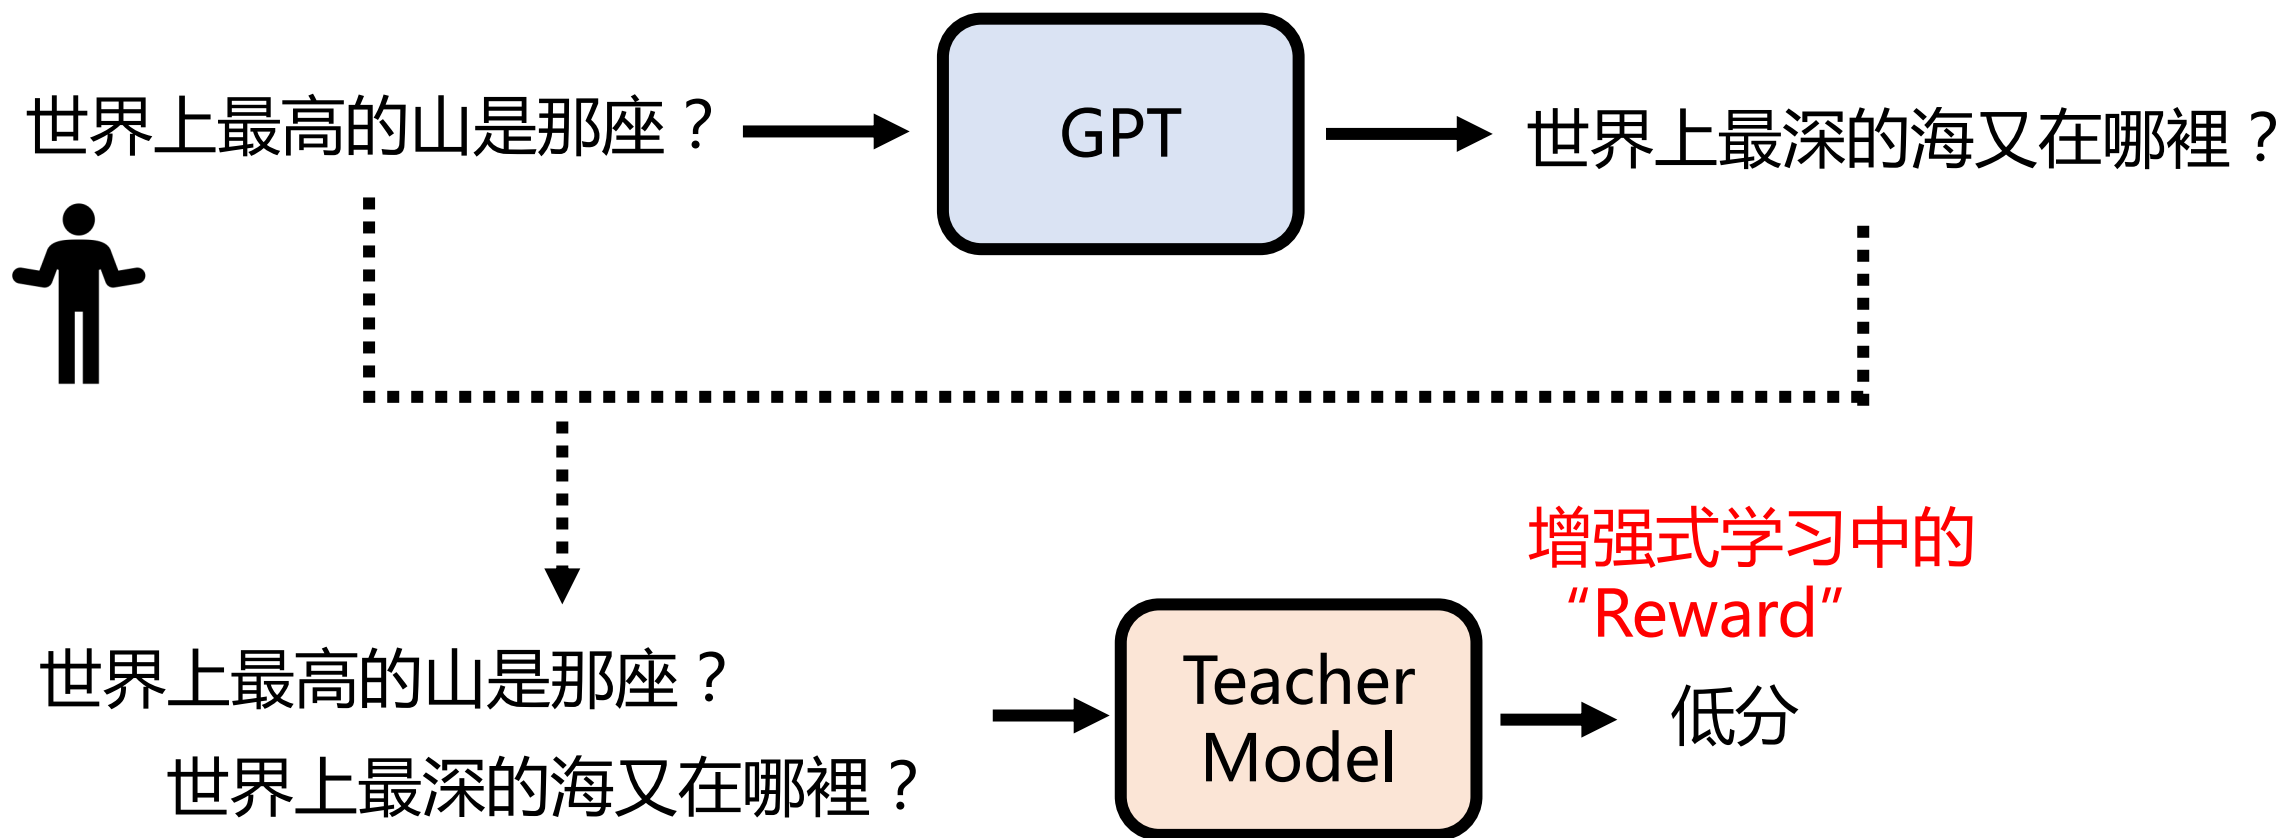 世界上最高的山是那座？
GPT
世界上最深的海又在哪裡？
增强式学习中的
“Reward”
世界上最高的山是那座？
世界上最深的海又在哪裡？
Teacher
Model
低分